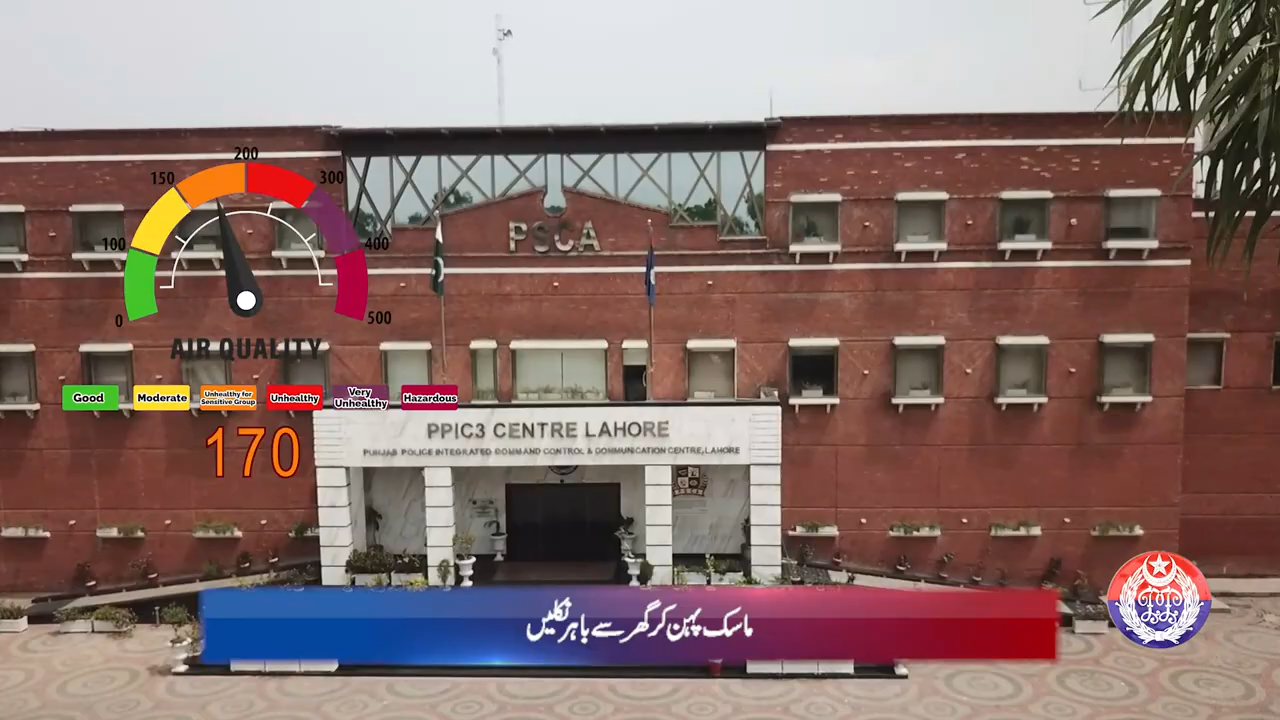 200
150
300
100
400
0
500
AIR QUALITY
Good
Moderate
Unhealthy for
Sensitive Group
Unhealthy
Very
Unhealthy
Hazardous
170
PSCA
PPIC3 CENTRE LAHORE
PUNJAB POLICE INTEGRATED COMMAND CONTROL & COMMUNICATION CENTRE, LAHORE
ماسک پہن کر گھر سے باہر نکلیں